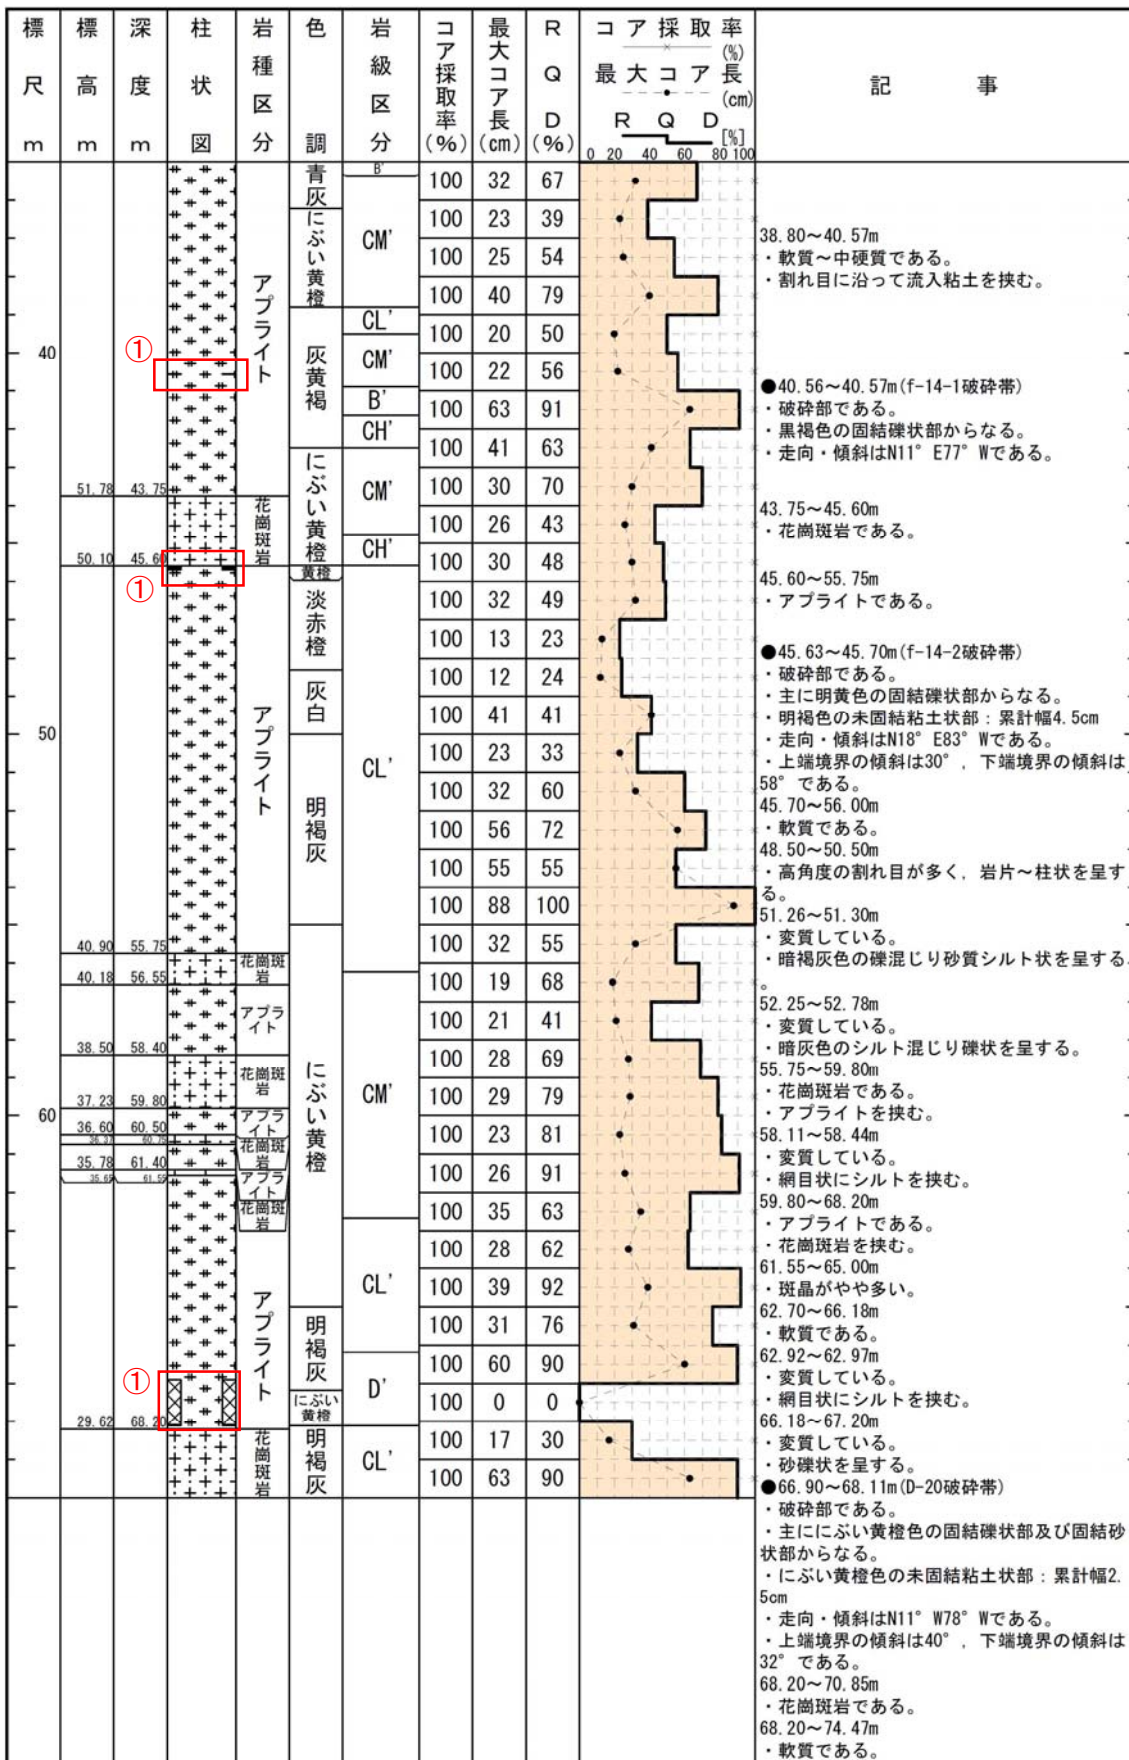 標尺m
標高m
深度m
柱状図
岩種区分
色調
岩級区分
コア採取率(%)
最大コア長(cm)
RQD(%)
コア採取率(%)
最大コア長(cm)
RQD[%]
0 20 40 60 80 100
記事
40
50
60
①
①
①
51.78 43.75
50.10 45.60
40.90 55.75
40.18 56.55
38.50 58.40
37.23 59.80
36.60 60.50
36.37 60.75
35.78 61.40
35.65 61.55
29.62 68.20
アプライト
花崗斑岩
アプライト
花崗斑岩
アプライト
花崗斑岩
アプライト
花崗斑岩
アプライト
花崗斑岩
アプライト
花崗斑岩
青灰
にぶい黄橙
灰黄褐
にぶい黄橙
黄橙
淡赤橙
灰白
明褐灰
にぶい黄橙
明褐灰
にぶい黄橙
明褐灰
B'
CM'
CL'
CM'
B'
CH'
CM'
CH'
CL'
CM'
CL'
D'
CL'
100 32 67
100 23 39
100 25 54
100 40 79
100 20 50
100 22 56
100 63 91
100 41 63
100 30 70
100 26 43
100 30 48
100 32 49
100 13 23
100 12 24
100 41 41
100 23 33
100 32 60
100 56 72
100 55 55
100 88 100
100 32 55
100 19 68
100 21 41
100 28 69
100 29 79
100 23 81
100 26 91
100 35 63
100 28 62
100 39 92
100 31 76
100 60 90
100 0 0
100 17 30
100 63 90
38.80～40.57m
・軟質～中硬質である。
・割れ目に沿って流入粘土を挟む。
●40.56～40.57m(f-14-1破砕帯)
・破砕部である。
・黒褐色の固結礫状部からなる。
・走向・傾斜はN11°E77°Wである。
43.75～45.60m
・花崗斑岩である。
45.60～55.75m
・アプライトである。
●45.63～45.70m(f-14-2破砕帯)
・破砕部である。
・主に明黄色の固結礫状部からなる。
・明褐色の未固結粘土状部：累計幅4.5cm
・走向・傾斜はN18°E83°Wである。
・上端境界の傾斜は30°，下端境界の傾斜は
58°である。
45.70～56.00m
・軟質である。
48.50～50.50m
・高角度の割れ目が多く，岩片～柱状を呈す
る。
51.26～51.30m
・変質している。
・暗褐灰色の礫混じり砂質シルト状を呈する
。
52.25～52.78m
・変質している。
・暗灰色のシルト混じり礫状を呈する。
55.75～59.80m
・花崗斑岩である。
・アプライトを挟む。
58.11～58.44m
・変質している。
・網目状にシルトを挟む。
59.80～68.20m
・アプライトである。
・花崗斑岩を挟む。
61.55～65.00m
・斑晶がやや多い。
62.70～66.18m
・軟質である。
62.92～62.97m
・変質している。
・網目状にシルトを挟む。
66.18～67.20m
・変質している。
・砂礫状を呈する。
●66.90～68.11m(D-20破砕帯)
・破砕部である。
・主ににぶい黄橙色の固結礫状部及び固結砂
状部からなる。
・にぶい黄橙色の未固結粘土状部：累計幅2.
5cm
・走向・傾斜はN11°W78°Wである。
・上端境界の傾斜は40°，下端境界の傾斜は
32°である。
68.20～70.85m
・花崗斑岩である。
68.20～74.47m
・軟質である。